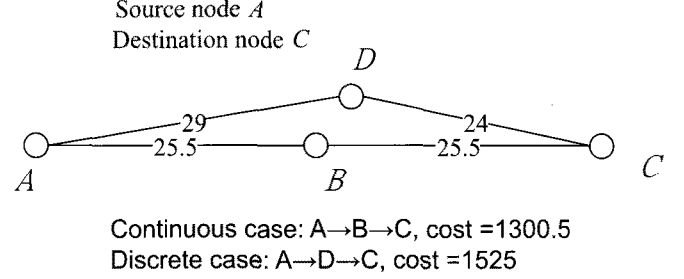 Source node A
Destination node C
D
29
24
25.5
25.5
A
B
C
Continuous case: A→B→C, cost =1300.5
Discrete case: A→D→C, cost =1525